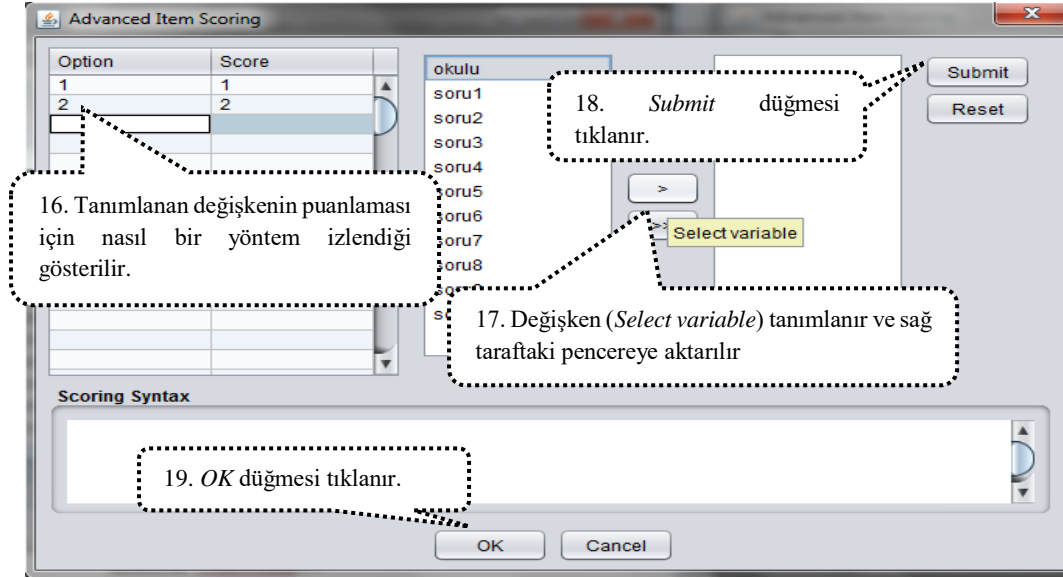 Advanced Item Scoring
Option Score
1 1
2 2
okulu
soru1
soru2
soru3
soru4
soru5
soru6
soru7
soru8
>
Select variable
Submit
Reset
16. Tanımlanan değişkenin puanlaması
için nasıl bir yöntem izlendiği
gösterilir.
17. Değişken (Select variable) tanımlanır ve sağ
taraftaki pencereye aktarılır
18. Submit düğmesi
tıklanır.
Scoring Syntax
19. OK düğmesi tıklanır.
OK Cancel